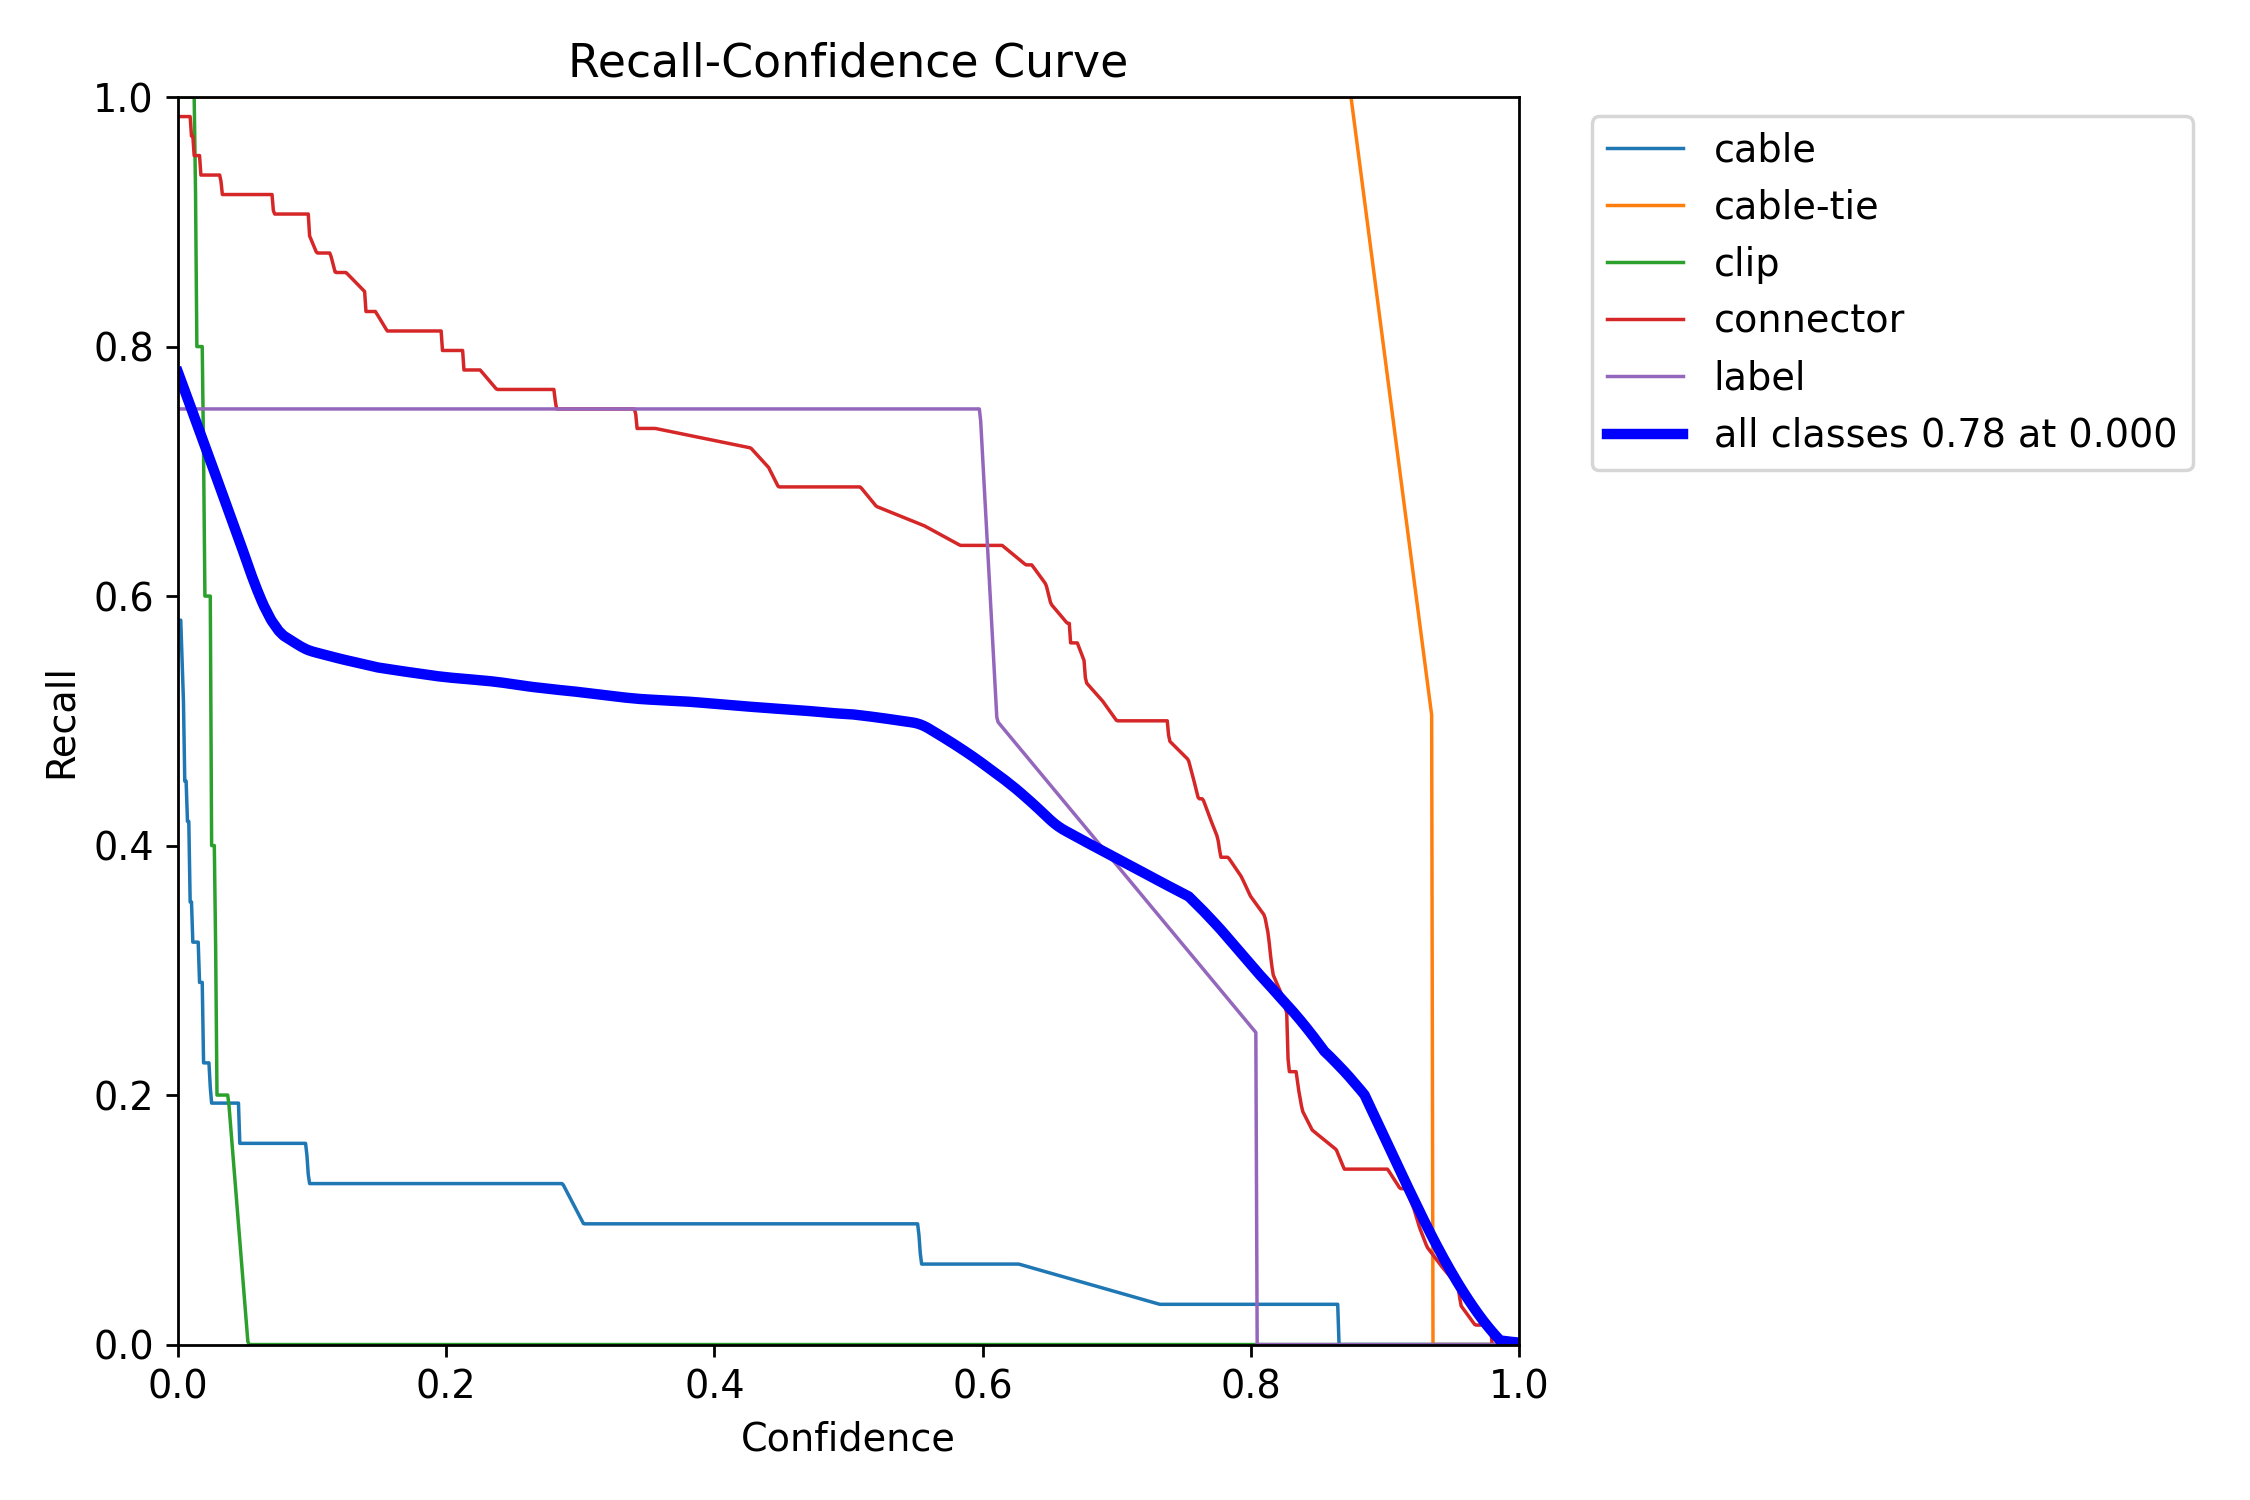 Recall-Confidence Curve
1.0
0.8
0.6
0.4
0.2
0.0
Recall
0.0 0.2 0.4 0.6 0.8 1.0
Confidence
cable
cable-tie
clip
connector
label
all classes 0.78 at 0.000